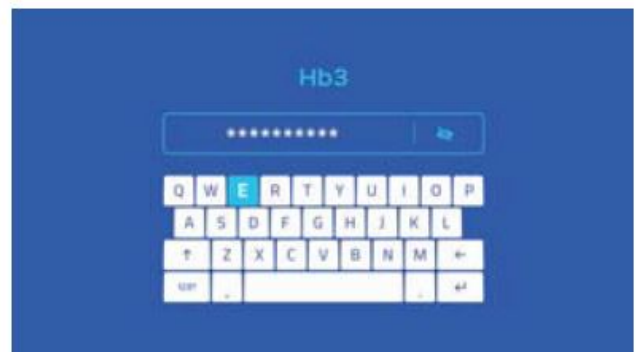 Hb3
**********
Q W E R T Y U I O P
A S D F G H J K L
↑ Z X C V B N M ←
, . ↵